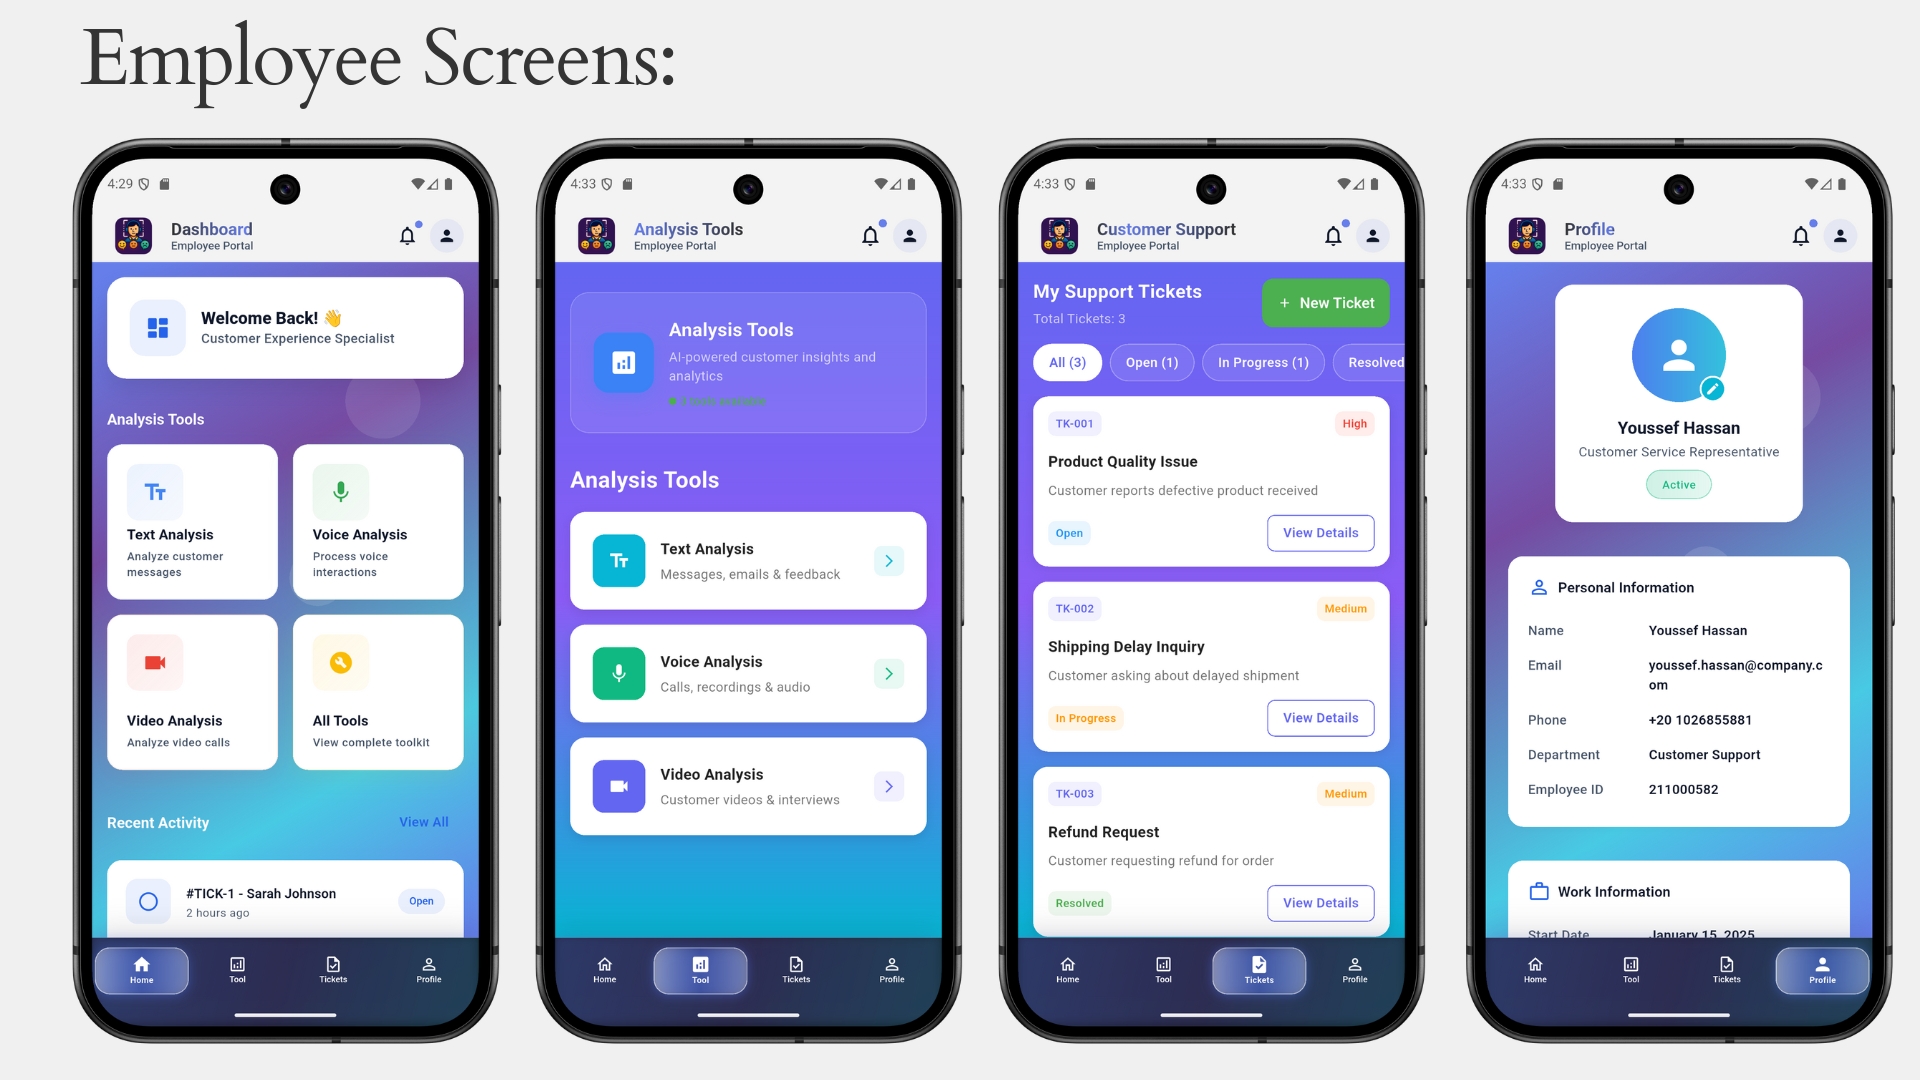 Employee Screens:
4:29
Dashboard
Employee Portal
Welcome Back! 👋
Customer Experience Specialist
Analysis Tools
Text Analysis
Analyze customer
messages
Voice Analysis
Process voice
interactions
Video Analysis
Analyze video calls
All Tools
View complete toolkit
Recent Activity
View All
#TICK-1 - Sarah Johnson
2 hours ago
Open
Home
Tool
Tickets
Profile
4:33
Analysis Tools
Employee Portal
Analysis Tools
AI-powered customer insights and
analytics
Analysis Tools
Text Analysis
Messages, emails & feedback
Voice Analysis
Calls, recordings & audio
Video Analysis
Customer videos & interviews
Home
Tool
Tickets
Profile
4:33
Customer Support
Employee Portal
My Support Tickets
Total Tickets: 3
+ New Ticket
All (3)
Open (1)
In Progress (1)
Resolved
TK-001
High
Product Quality Issue
Customer reports defective product received
Open
View Details
TK-002
Medium
Shipping Delay Inquiry
Customer asking about delayed shipment
In Progress
View Details
TK-003
Medium
Refund Request
Customer requesting refund for order
Resolved
View Details
Home
Tool
Tickets
Profile
4:33
Profile
Employee Portal
Youssef Hassan
Customer Service Representative
Active
Personal Information
Name Youssef Hassan
Email youssef.hassan@company.c
om
Phone +20 1026855881
Department Customer Support
Employee ID 211000582
Work Information
Start Date January 15, 2025
Home
Tool
Tickets
Profile